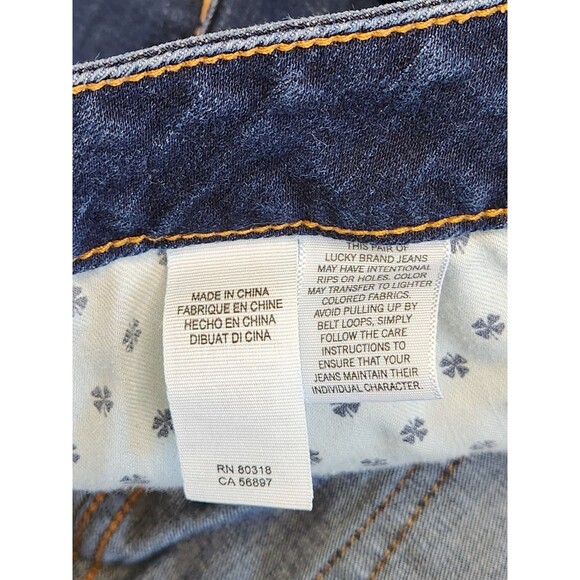 MADE IN CHINA
FABRIQUE EN CHINE
HECHO EN CHINA
DIBUAT DI CINA
RN 80318
CA 56897
THIS PAIR OF
LUCKY BRAND JEANS
MAY HAVE INTENTIONAL
RIPS OR HOLES. COLOR
MAY TRANSFER TO LIGHTER
COLORED FABRICS.
AVOID PULLING UP BY
BELT LOOPS, SIMPLY
FOLLOW THE CARE
INSTRUCTIONS TO
ENSURE THAT YOUR
JEANS MAINTAIN THEIR
INDIVIDUAL CHARACTER.